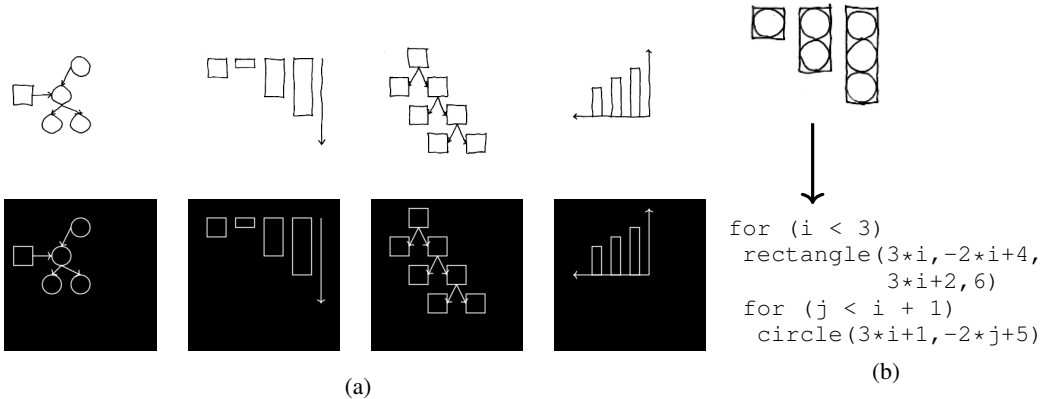 for (i < 3)
rectangle(3*i,-2*i+4,
3*i+2,6)
for (j < i + 1)
circle(3*i+1,-2*j+5)
(a)
(b)